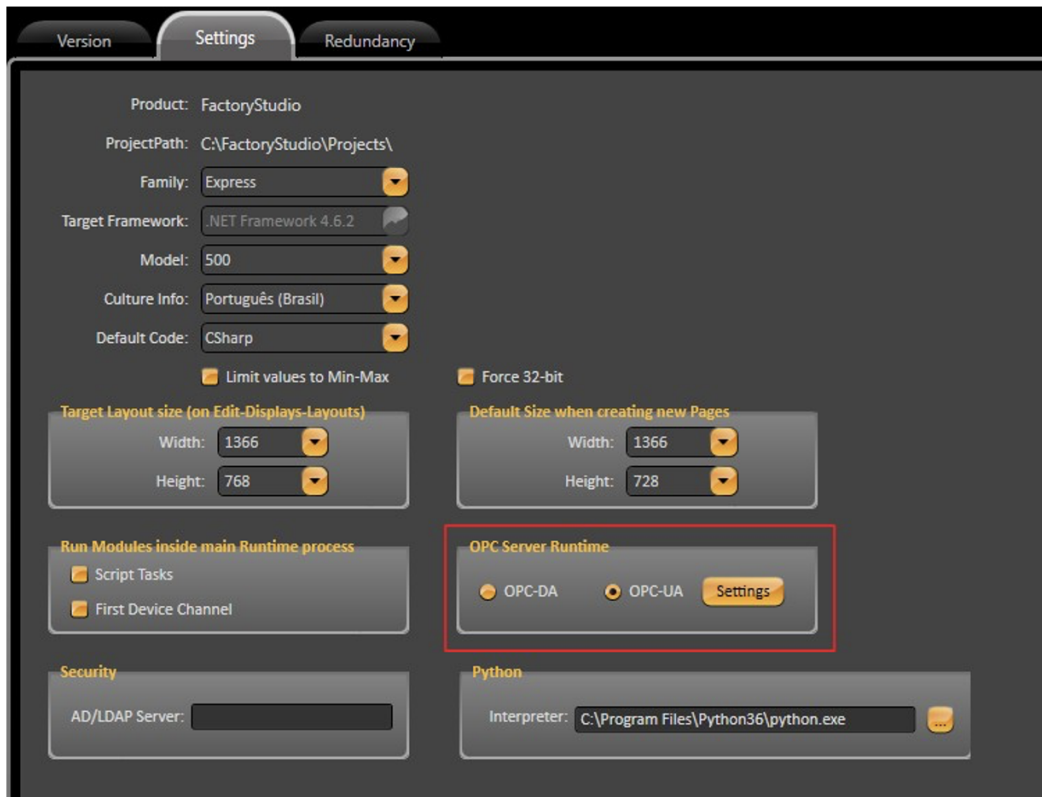 Version Settings Redundancy
Product: FactoryStudio
ProjectPath: C:\FactoryStudio\Projects\
Family: Express
Target Framework: .NET Framework 4.6.2
Model: 500
Culture Info: Português (Brasil)
Default Code: CSharp
Limit values to Min-Max Force 32-bit
Target Layout size (on Edit-Displays-Layouts)
Width: 1366
Height: 768
Default Size when creating new Pages
Width: 1366
Height: 728
Run Modules inside main Runtime process
Script Tasks
First Device Channel
OPC Server Runtime
OPC-DA OPC-UA Settings
Security
AD/LDAP Server:
Python
Interpreter: C:\Program Files\Python36\python.exe ...